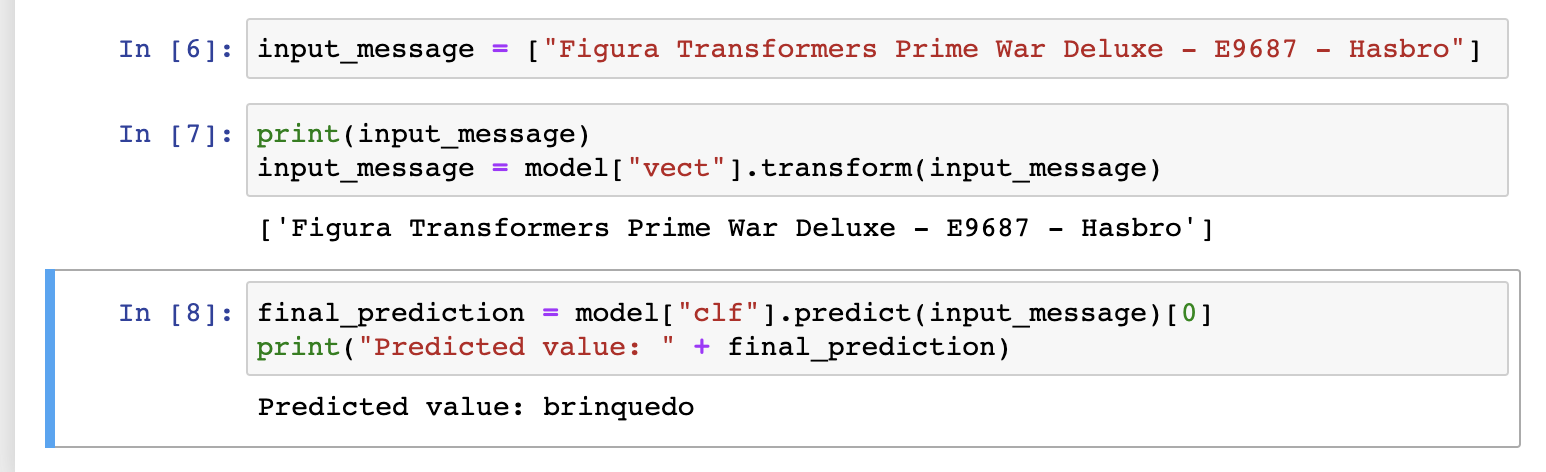 In [6]: input_message = ["Figura Transformers Prime War Deluxe – E9687 – Hasbro"]
In [7]: print(input_message)
input_message = model["vect"].transform(input_message)
['Figura Transformers Prime War Deluxe – E9687 – Hasbro']
In [8]: final_prediction = model["clf"].predict(input_message)[0]
print("Predicted value: " + final_prediction)
Predicted value: brinquedo